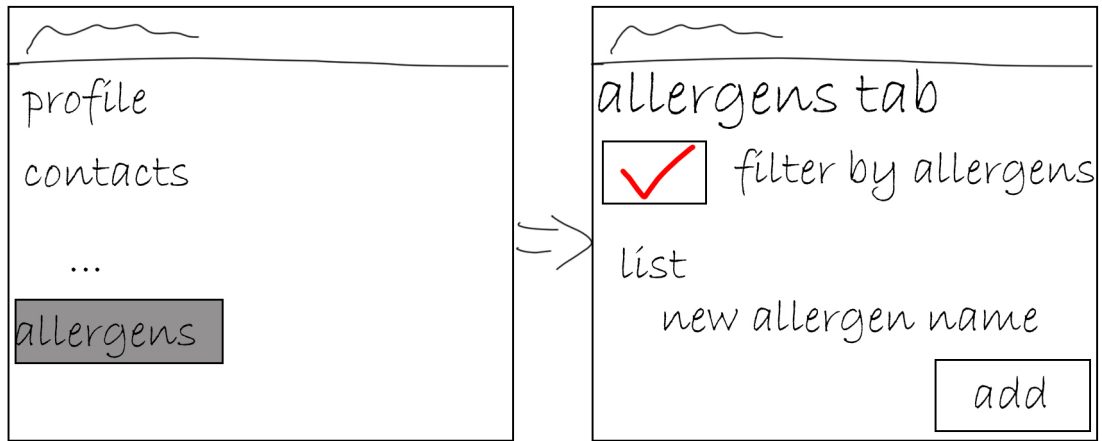 profile
contacts
...
allergens
allergens tab
filter by allergens
list
new allergen name
add